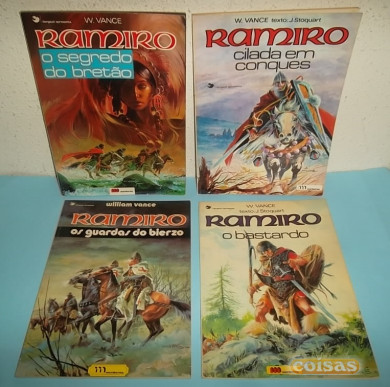 W. VANCE
RAMIRO
o segredo
do bretão
W. VANCE texto: J. Stoquart
RAMIRO
cilada em
conques
william vance
RAMIRO
os guardas do bierzo
W. VANCE
texto: J. Stoquart
RAMIRO
o bastardo
coisas